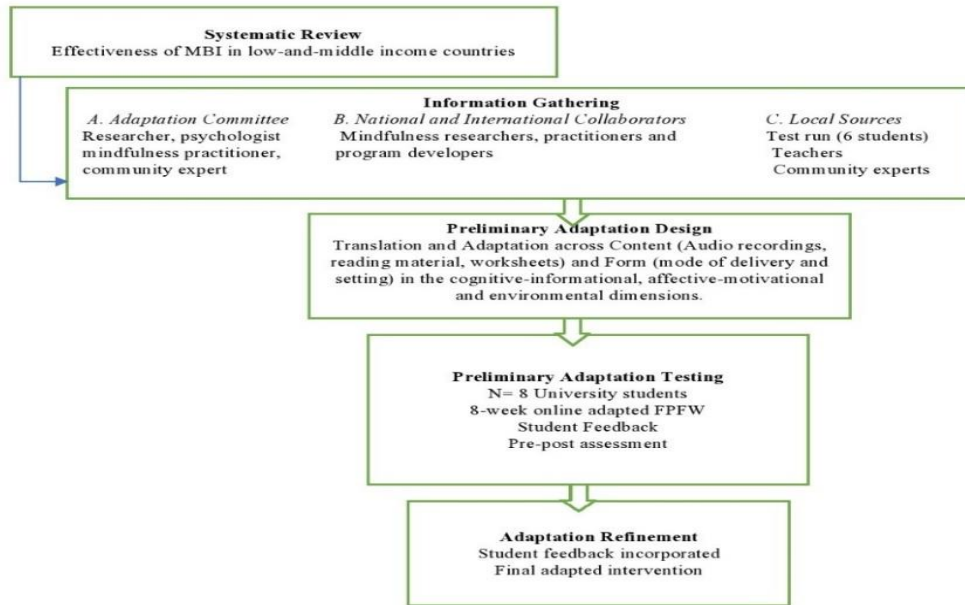 Systematic Review
Effectiveness of MBI in low-and-middle income countries
Information Gathering
A. Adaptation Committee
Researcher, psychologist
mindfulness practitioner,
community expert
B. National and International Collaborators
Mindfulness researchers, practitioners and
program developers
C. Local Sources
Test run (6 students)
Teachers
Community experts
Preliminary Adaptation Design
Translation and Adaptation across Content (Audio recordings,
reading material, worksheets) and Form (mode of delivery and
setting) in the cognitive-informational, affective-motivational
and environmental dimensions.
Preliminary Adaptation Testing
N= 8 University students
8-week online adapted FPFW
Student Feedback
Pre-post assessment
Adaptation Refinement
Student feedback incorporated
Final adapted intervention